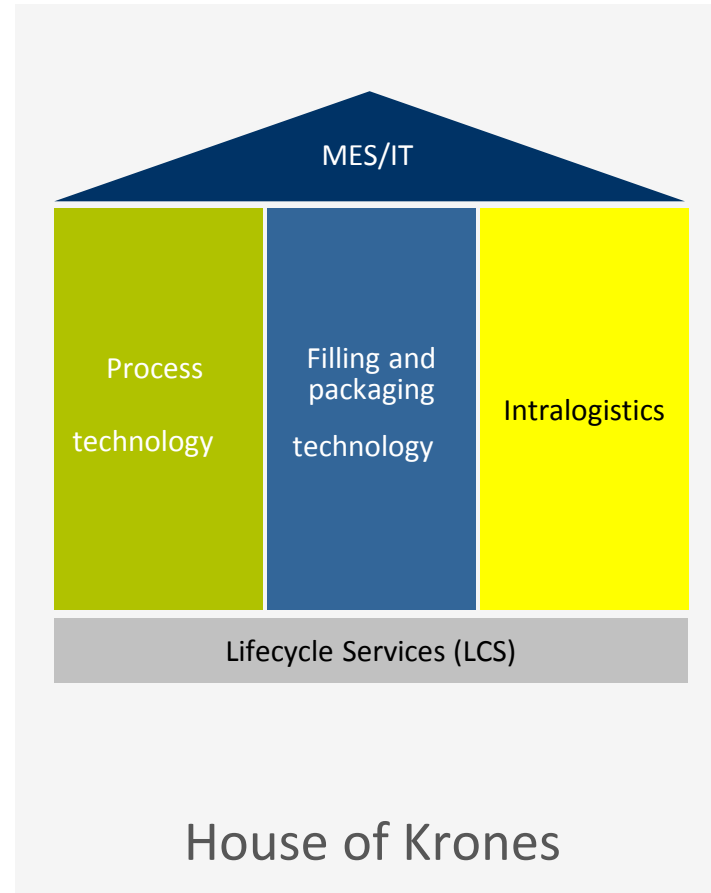 MES/IT
Process
technology
Filling and
packaging
technology
Intralogistics
Lifecycle Services (LCS)
House of Krones